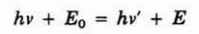 hν + E₀ = hν′ + E